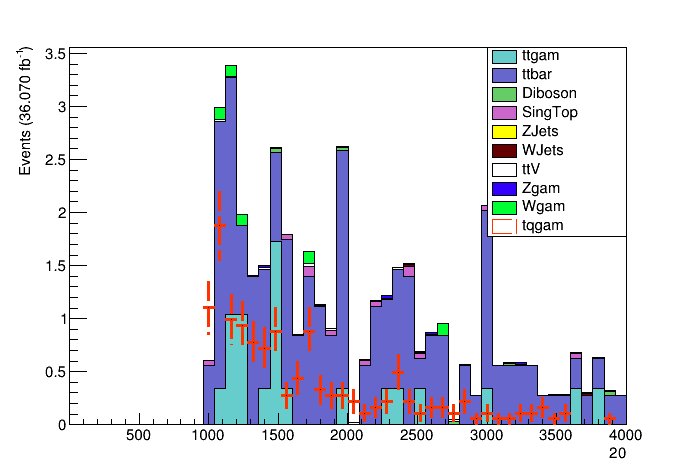 3.5
3
2.5
2
1.5
1
0.5
0
Events (36.070 fb⁻¹)
ttgam
ttbar
Diboson
SingTop
ZJets
WJets
ttV
Zgam
Wgam
tqgam
500 1000 1500 2000 2500 3000 3500 4000
20